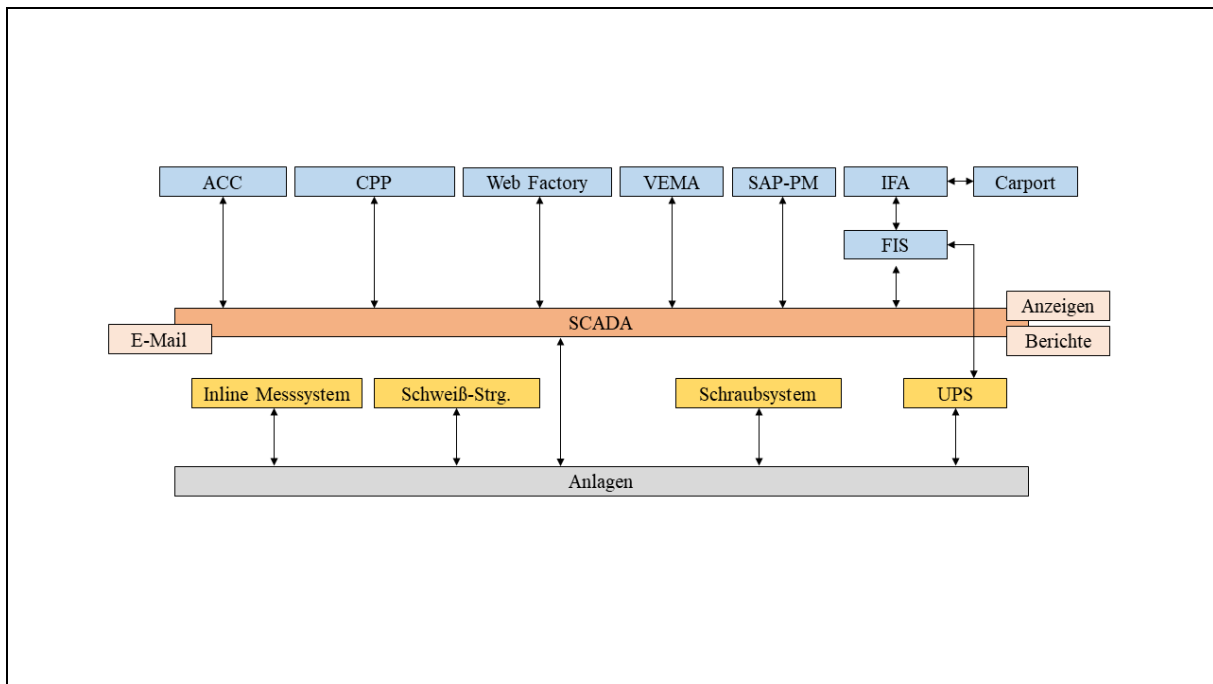 ACC
CPP
Web Factory
VEMA
SAP-PM
IFA
Carport
FIS
Anzeigen
SCADA
E-Mail
Berichte
Inline Messsystem
Schweiß-Strg.
Schraubsystem
UPS
Anlagen